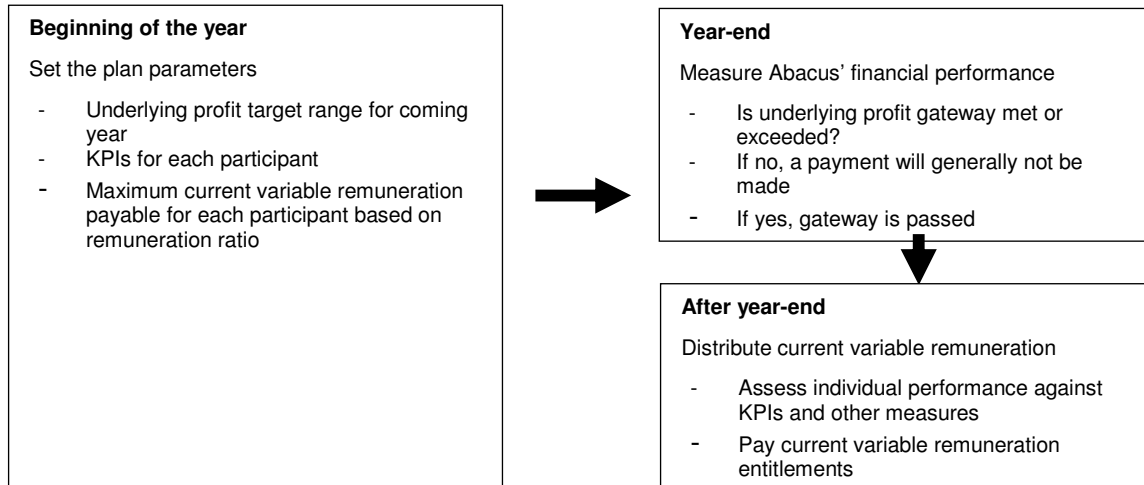 Beginning of the year
Set the plan parameters
- Underlying profit target range for coming
year
- KPIs for each participant
- Maximum current variable remuneration
payable for each participant based on
remuneration ratio
Year-end
Measure Abacus' financial performance
- Is underlying profit gateway met or
exceeded?
- If no, a payment will generally not be
made
- If yes, gateway is passed
After year-end
Distribute current variable remuneration
- Assess individual performance against
KPIs and other measures
- Pay current variable remuneration
entitlements